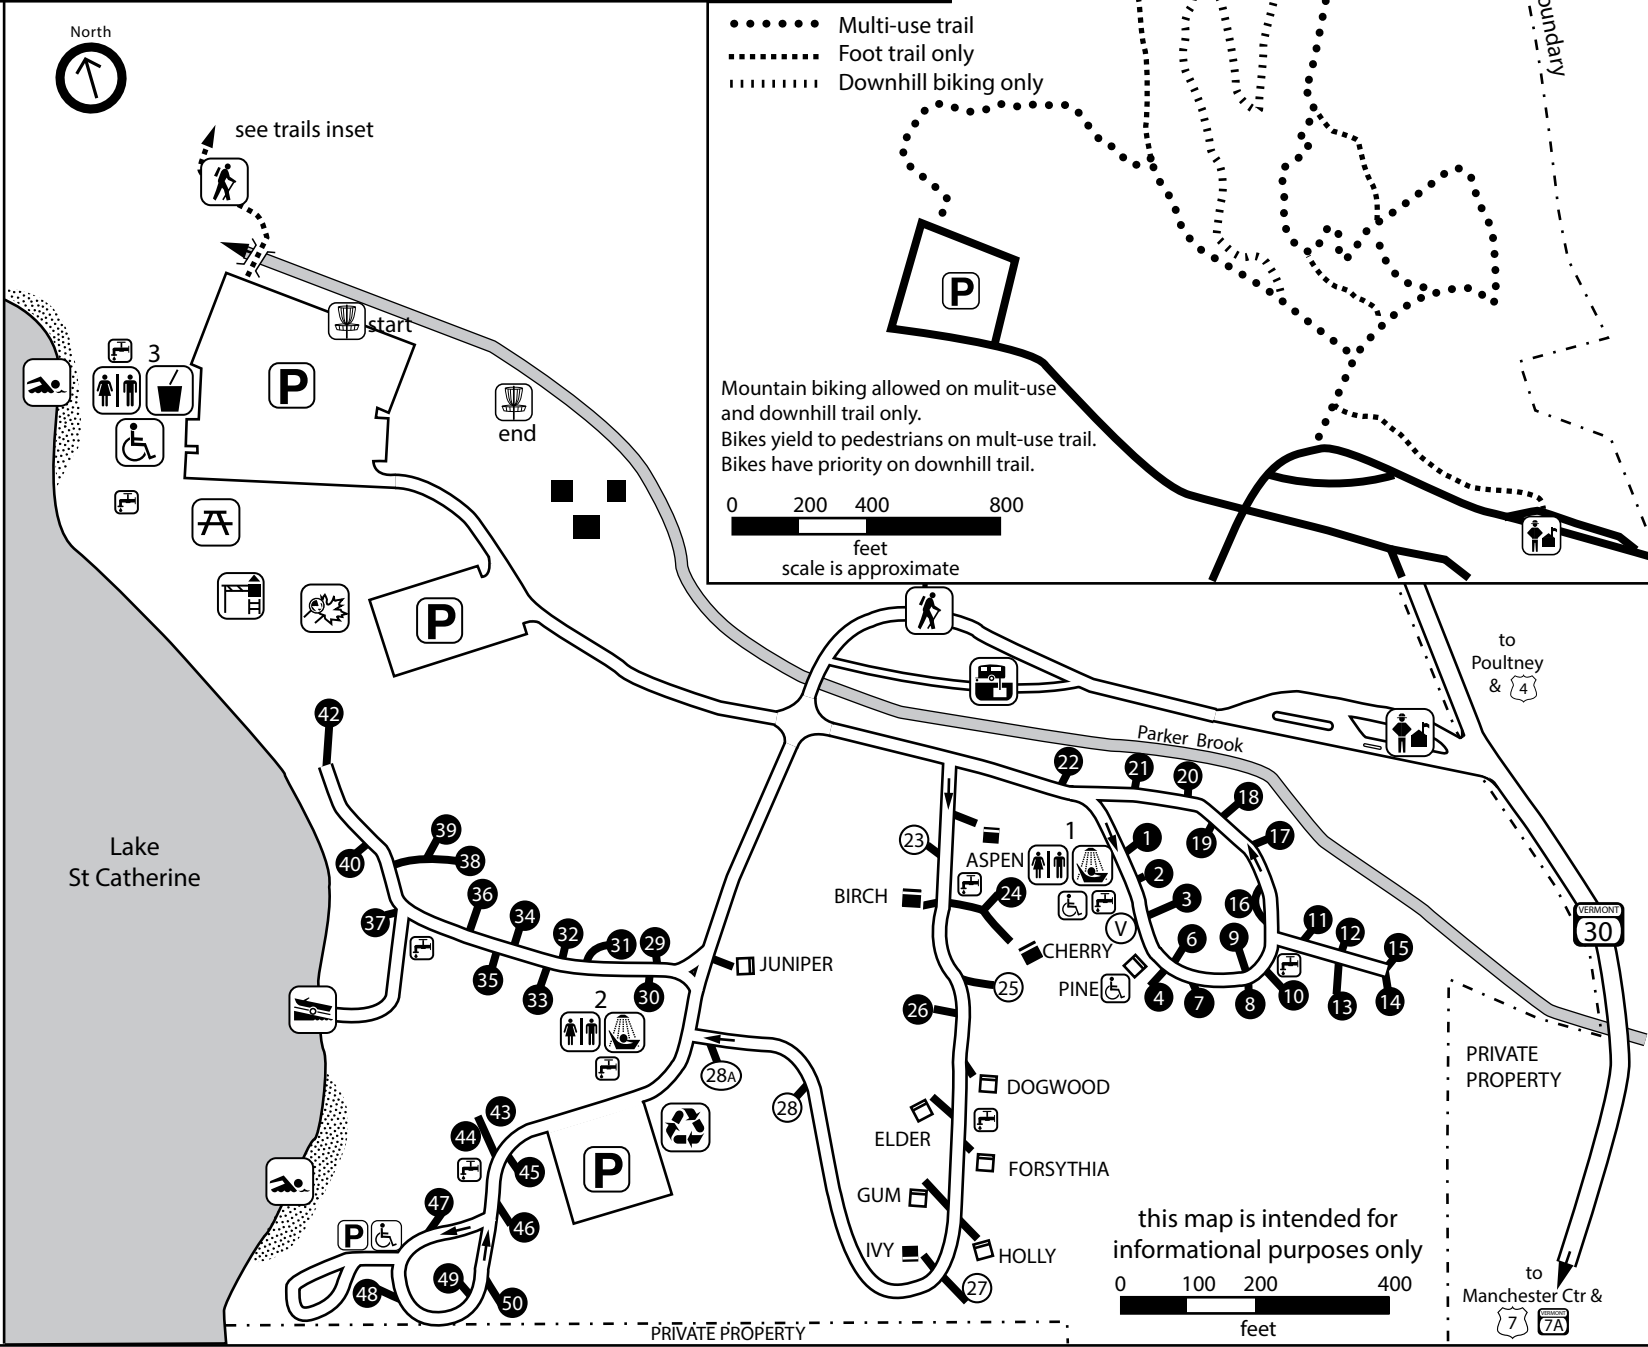 North
see trails inset
Multi-use trail
Foot trail only
Downhill biking only
oundary
P
Mountain biking allowed on mulit-use
and downhill trail only.
Bikes yield to pedestrians on mult-use trail.
Bikes have priority on downhill trail.
0 200 400 800
feet
scale is approximate
start
3
P
end
P
to
Poultney
& 4
Parker Brook
42
22
21
20
18
19
17
1
1
2
3
16
V
6
9
11
12
15
4
7
8
10
13
14
23
ASPEN
BIRCH
24
CHERRY
PINE
25
26
Lake
St Catherine
39
38
40
36
34
37
32
31
29
35
33
30
2
JUNIPER
28A
28
VERMONT
30
DOGWOOD
ELDER
FORSYTHIA
GUM
IVY
HOLLY
27
PRIVATE
PROPERTY
43
44
45
P
47
46
P
48
49
50
this map is intended for
informational purposes only
0 100 200 400
feet
to
Manchester Ctr &
7 VERMONT 7A
PRIVATE PROPERTY